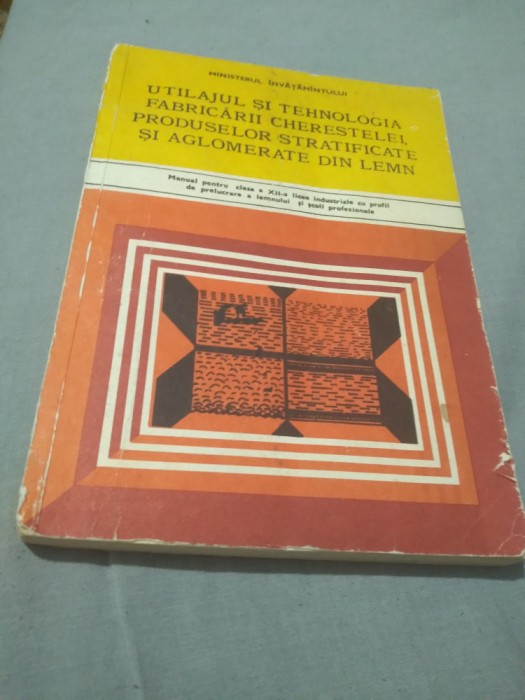 MINISTERUL ÎNVĂȚĂMÎNTULUI
UTILAJUL ȘI TEHNOLOGIA
FABRICĂRII CHERESTELEI,
PRODUSELOR STRATIFICATE
ȘI AGLOMERATE DIN LEMN
Manual pentru clasa a XII-a licee industriale cu profil
de prelucrare a lemnului și școli profesionale